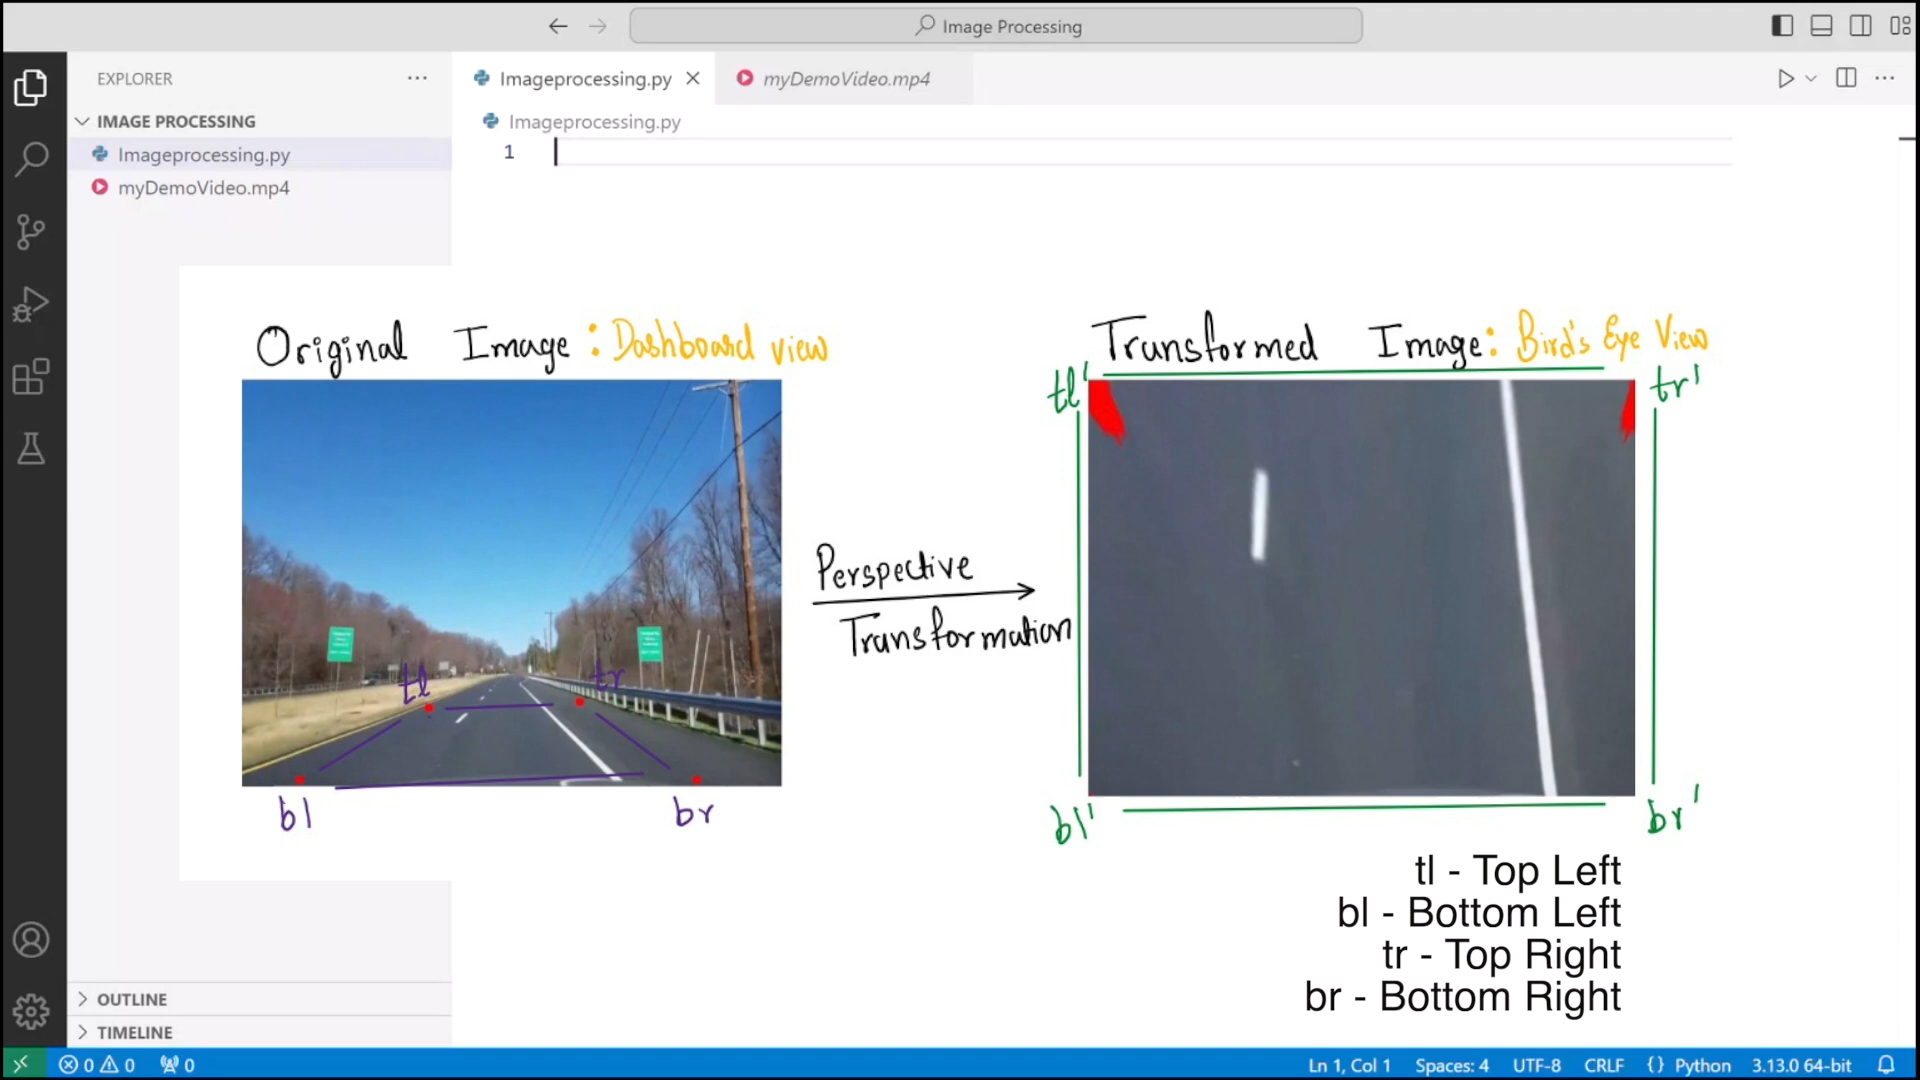 Image Processing
EXPLORER
Imageprocessing.py
myDemoVideo.mp4
IMAGE PROCESSING
Imageprocessing.py
myDemoVideo.mp4
Imageprocessing.py
1
Original Image : Dashboard view
Transformed Image: Bird's Eye View
tl'
tr'
Perspective
Transformation
tl
tr
bl
br
bl'
br'
tl - Top Left
bl - Bottom Left
tr - Top Right
br - Bottom Right
OUTLINE
TIMELINE
0 0 0
Ln 1, Col 1 Spaces: 4 UTF-8 CRLF {} Python 3.13.0 64-bit